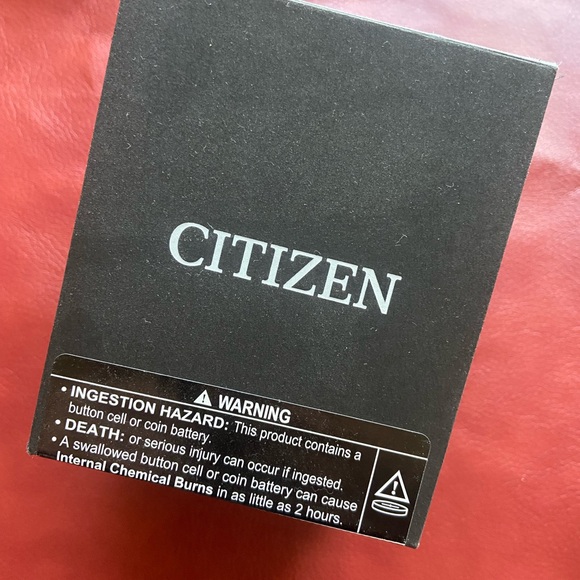 CITIZEN
⚠ WARNING
• INGESTION HAZARD: This product contains a
button cell or coin battery.
• DEATH: or serious injury can occur if ingested.
• A swallowed button cell or coin battery can cause
Internal Chemical Burns in as little as 2 hours.